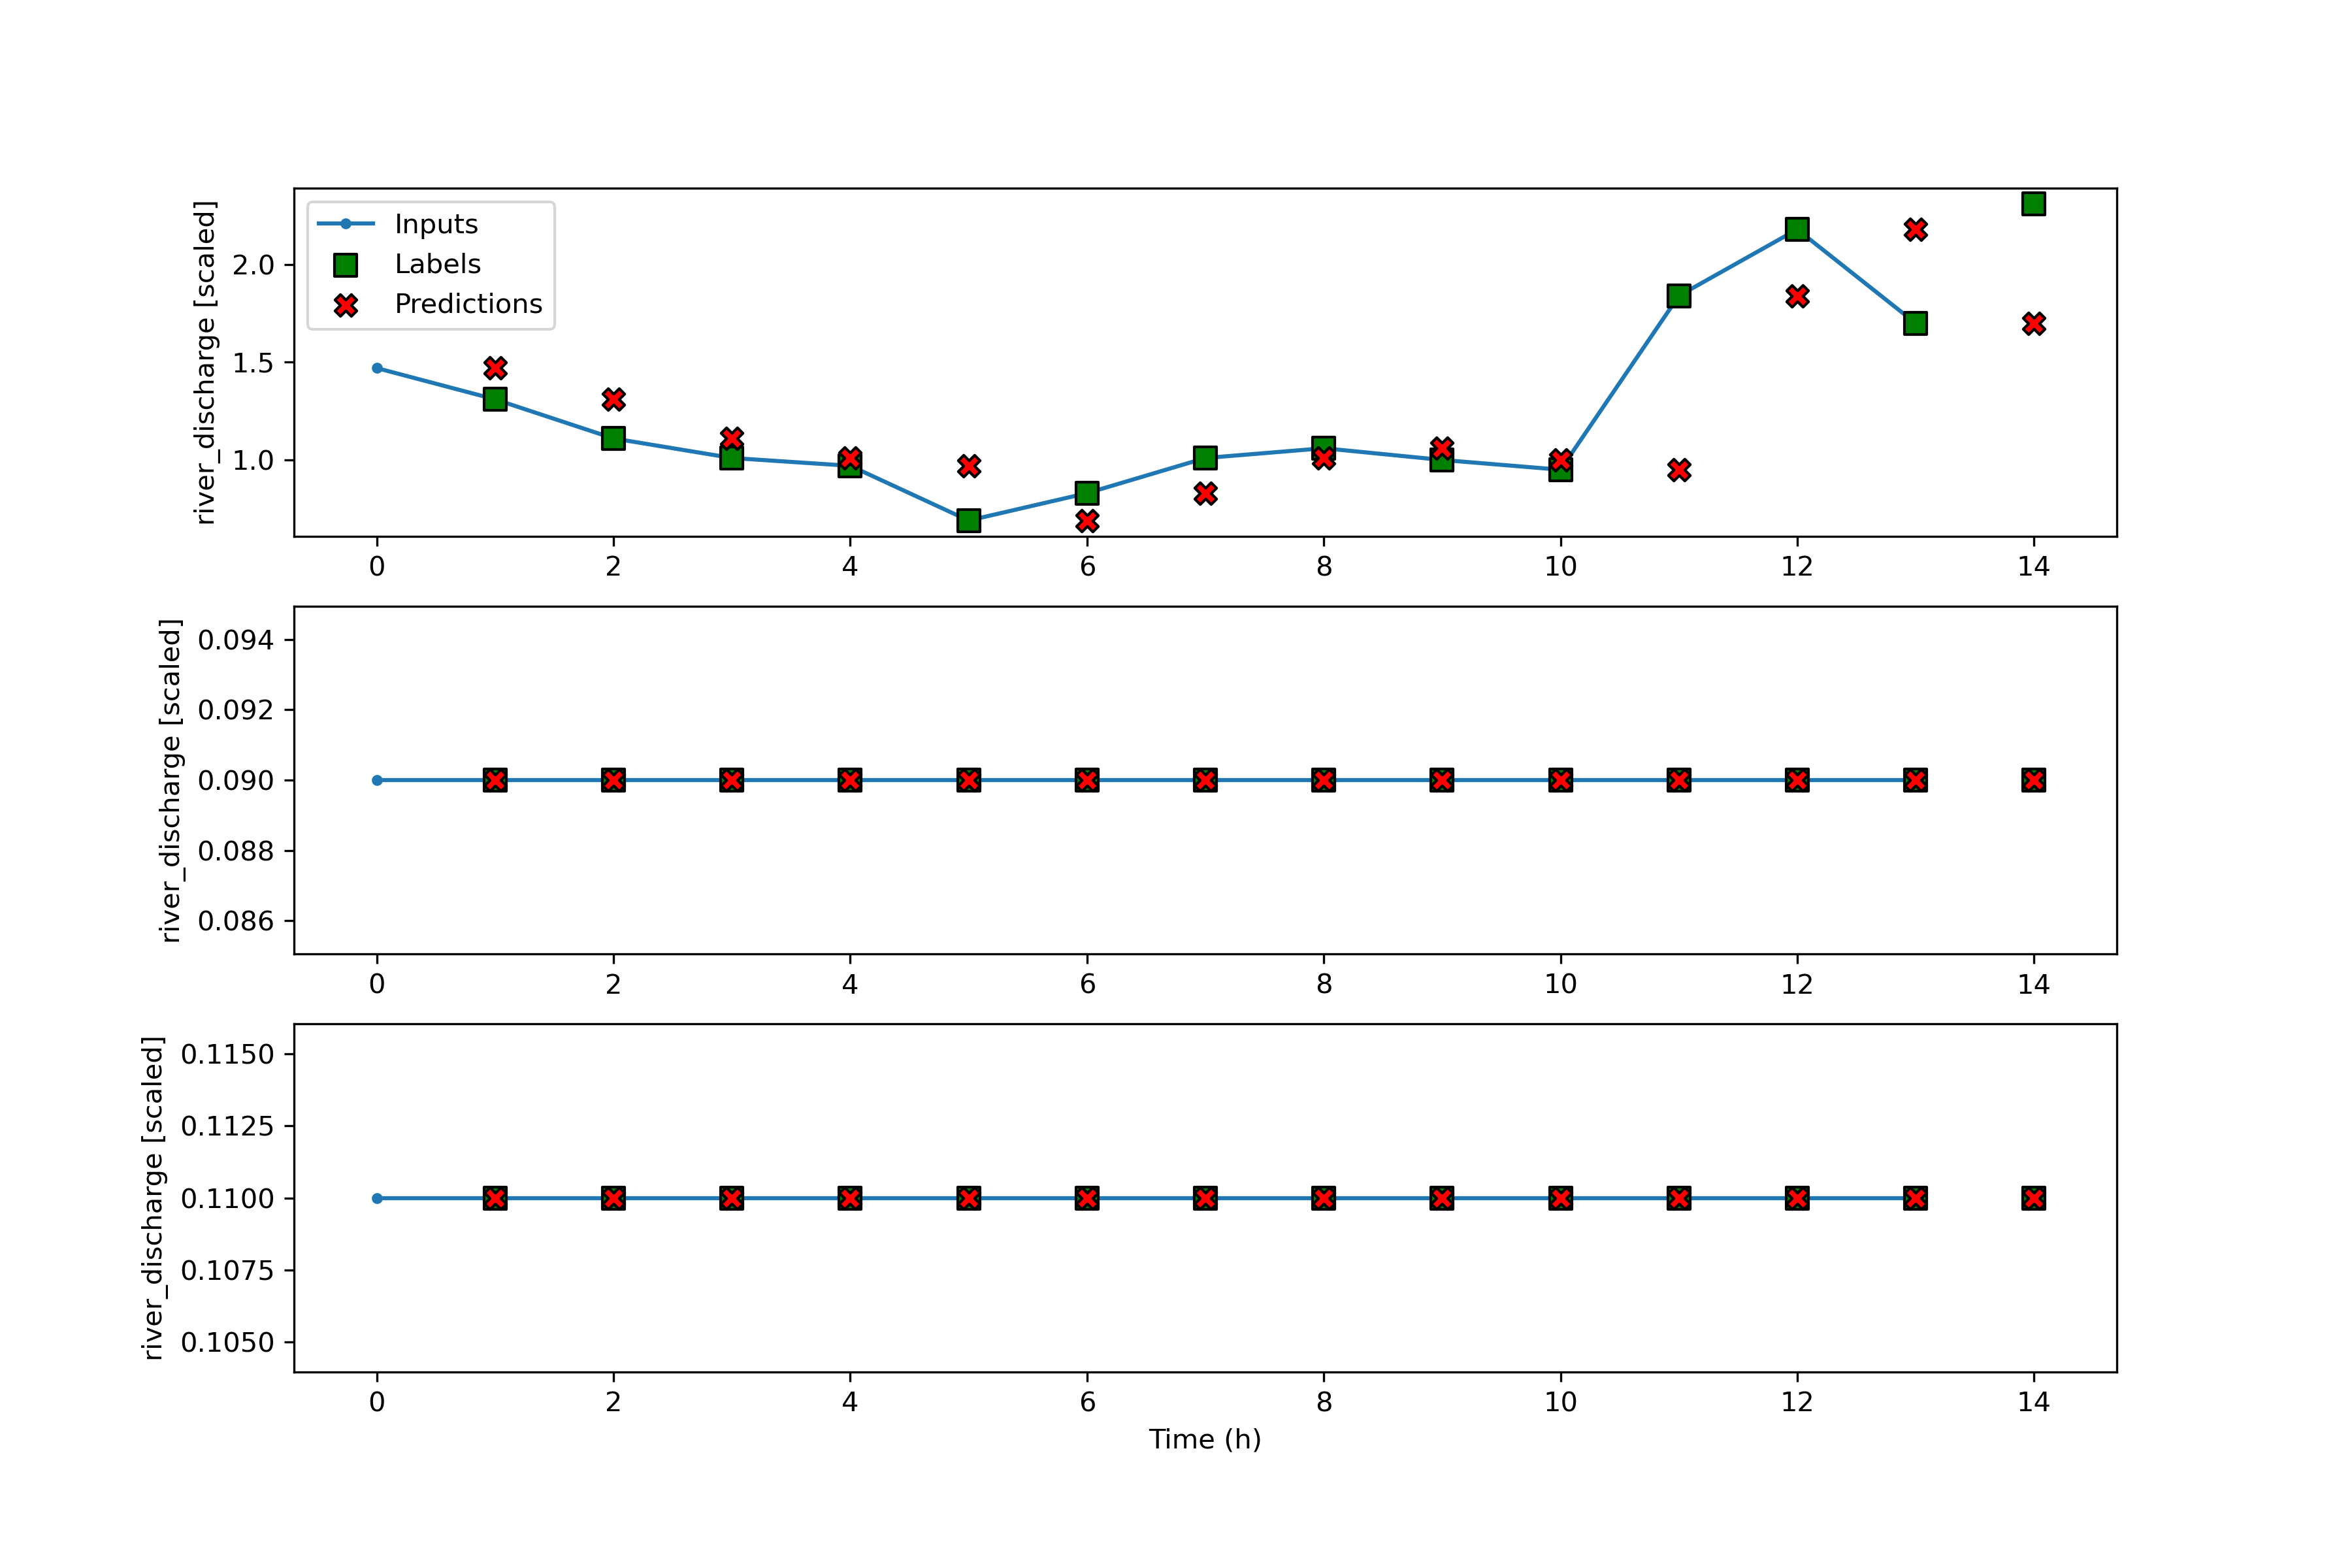 river_discharge [scaled]
2.0
1.5
1.0
Inputs
Labels
Predictions
0 2 4 6 8 10 12 14
river_discharge [scaled]
0.094
0.092
0.090
0.088
0.086
0 2 4 6 8 10 12 14
river_discharge [scaled]
0.1150
0.1125
0.1100
0.1075
0.1050
0 2 4 6 8 10 12 14
Time (h)